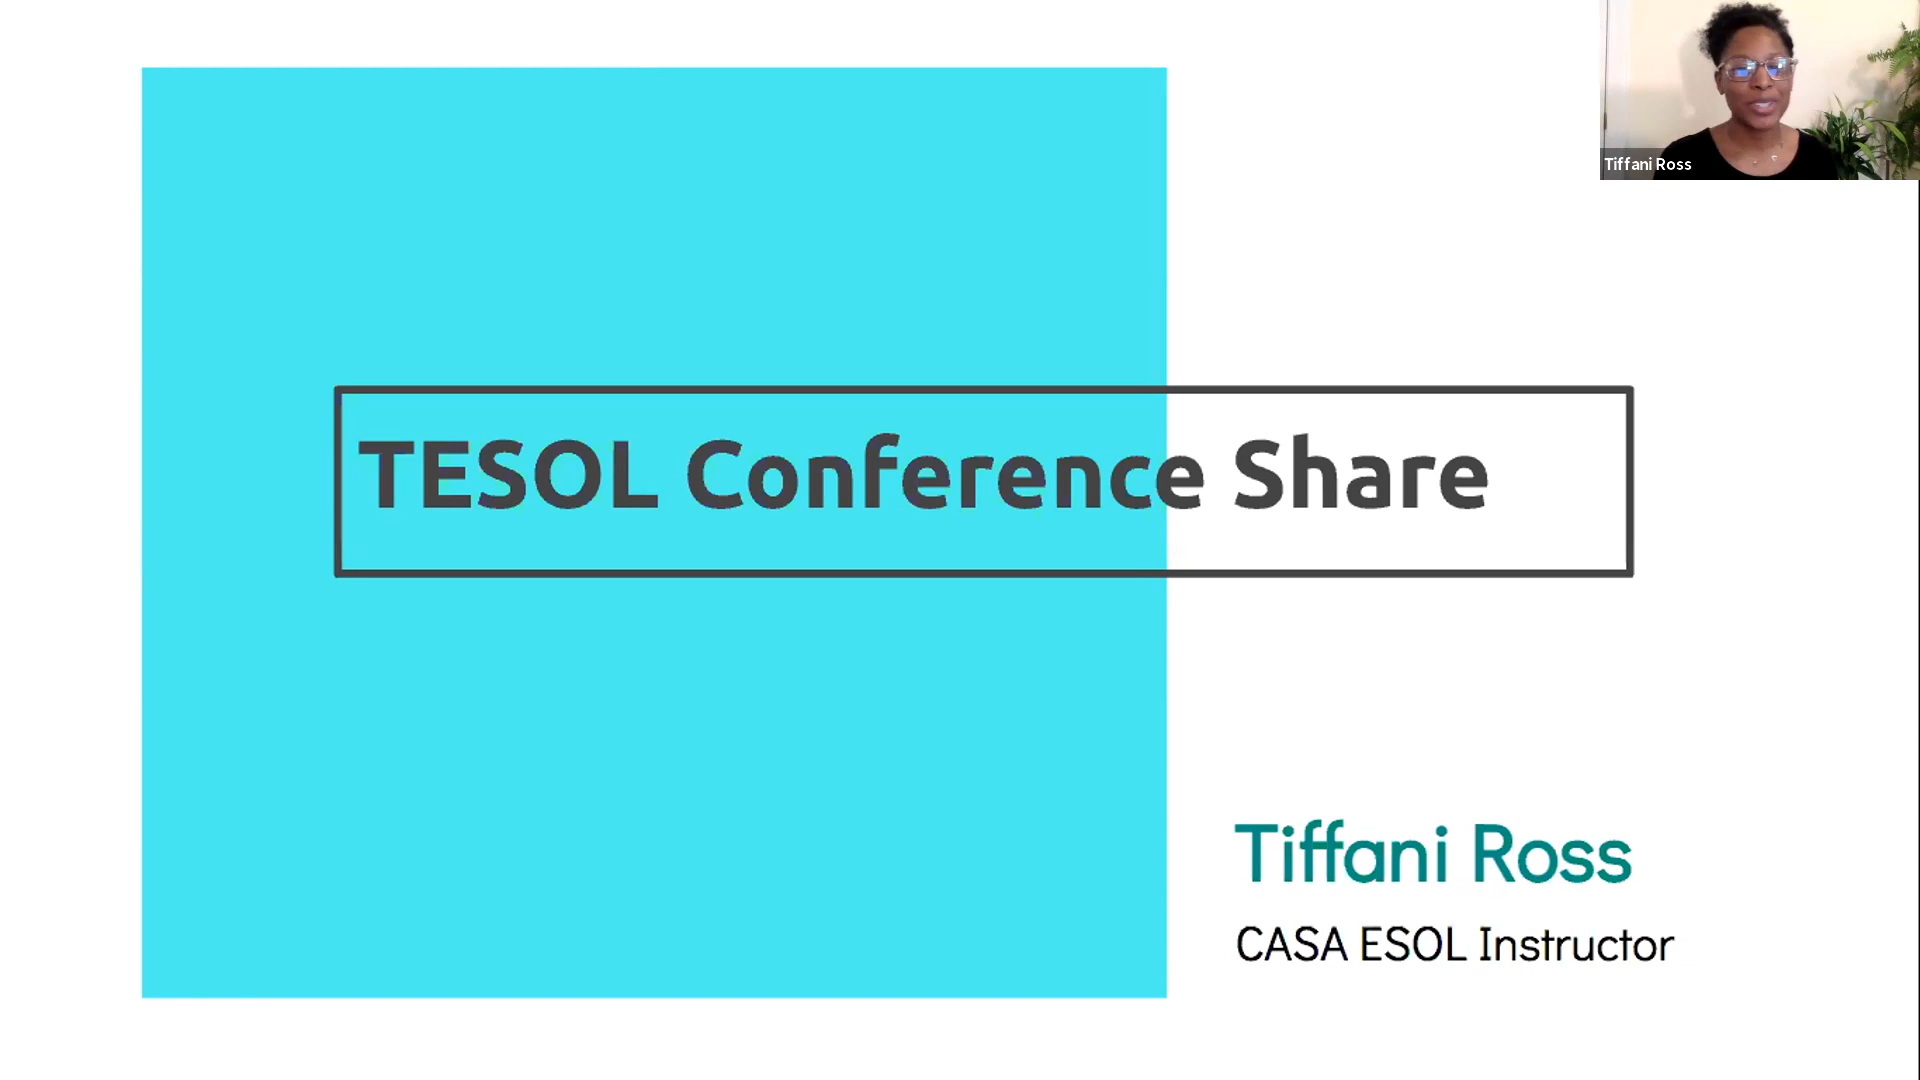 Tiffani Ross
TESOL Conference Share
Tiffani Ross
CASA ESOL Instructor